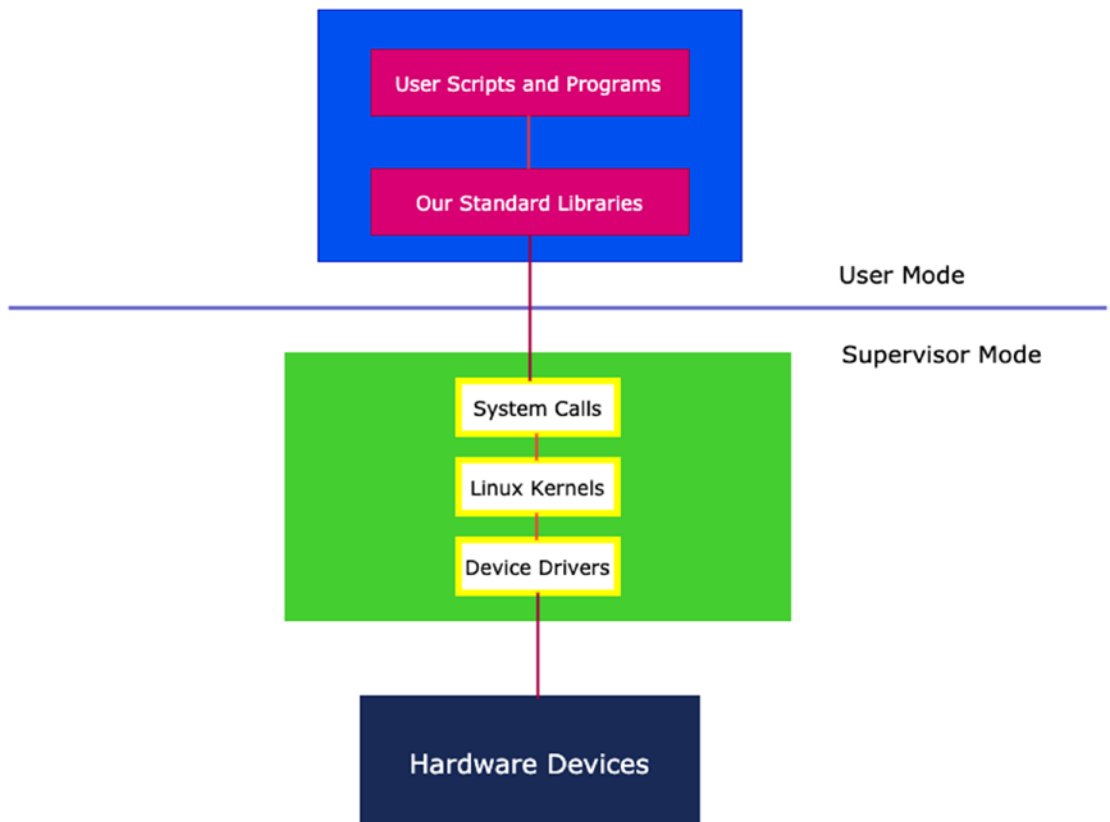 User Scripts and Programs
Our Standard Libraries
User Mode
Supervisor Mode
System Calls
Linux Kernels
Device Drivers
Hardware Devices